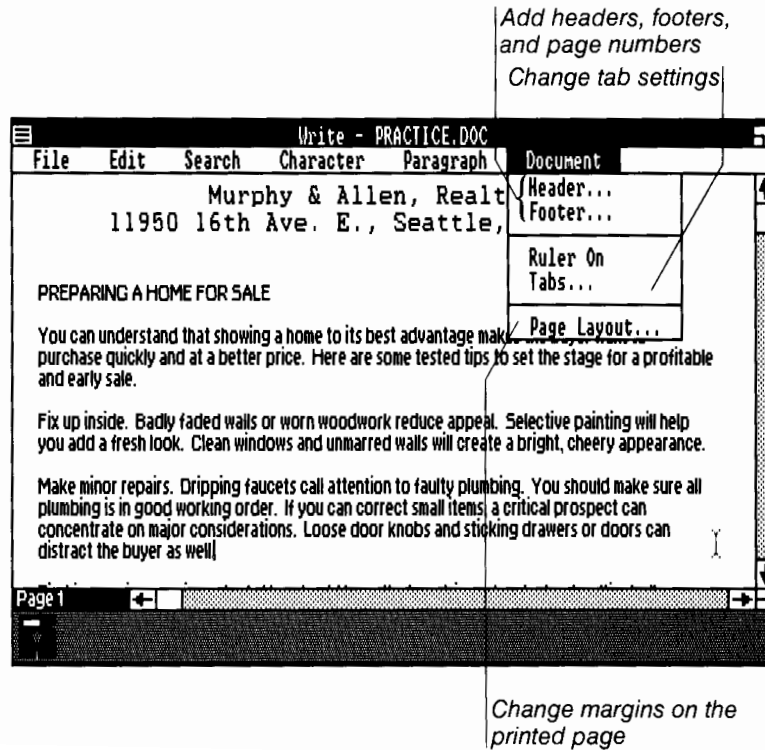 Add headers, footers,
and page numbers
Change tab settings
Write - PRACTICE.DOC
File Edit Search Character Paragraph Document
Header...
Footer...
Ruler On
Tabs...
Page Layout...
Murphy & Allen, Realt
11950 16th Ave. E., Seattle,
PREPARING A HOME FOR SALE
You can understand that showing a home to its best advantage makes the buyer want to
purchase quickly and at a better price. Here are some tested tips to set the stage for a profitable
and early sale.
Fix up inside. Badly faded walls or worn woodwork reduce appeal. Selective painting will help
you add a fresh look. Clean windows and unmarred walls will create a bright, cheery appearance.
Make minor repairs. Dripping faucets call attention to faulty plumbing. You should make sure all
plumbing is in good working order. If you can correct small items, a critical prospect can
concentrate on major considerations. Loose door knobs and sticking drawers or doors can
distract the buyer as well.
Page 1
Change margins on the
printed page